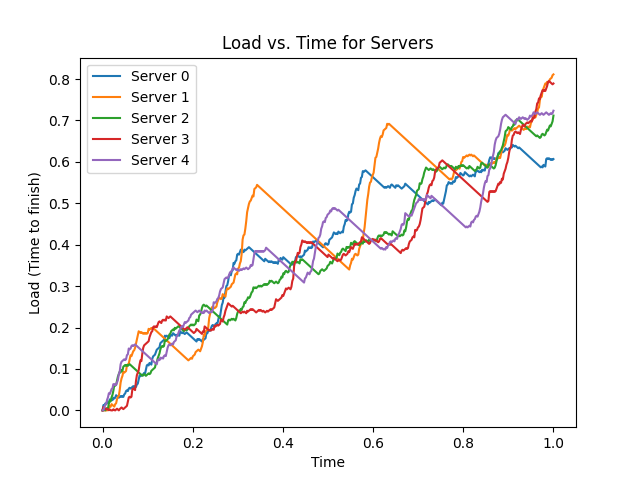 Load vs. Time for Servers
Server 0
Server 1
Server 2
Server 3
Server 4
Load (Time to finish)
0.8
0.7
0.6
0.5
0.4
0.3
0.2
0.1
0.0
0.0 0.2 0.4 0.6 0.8 1.0
Time